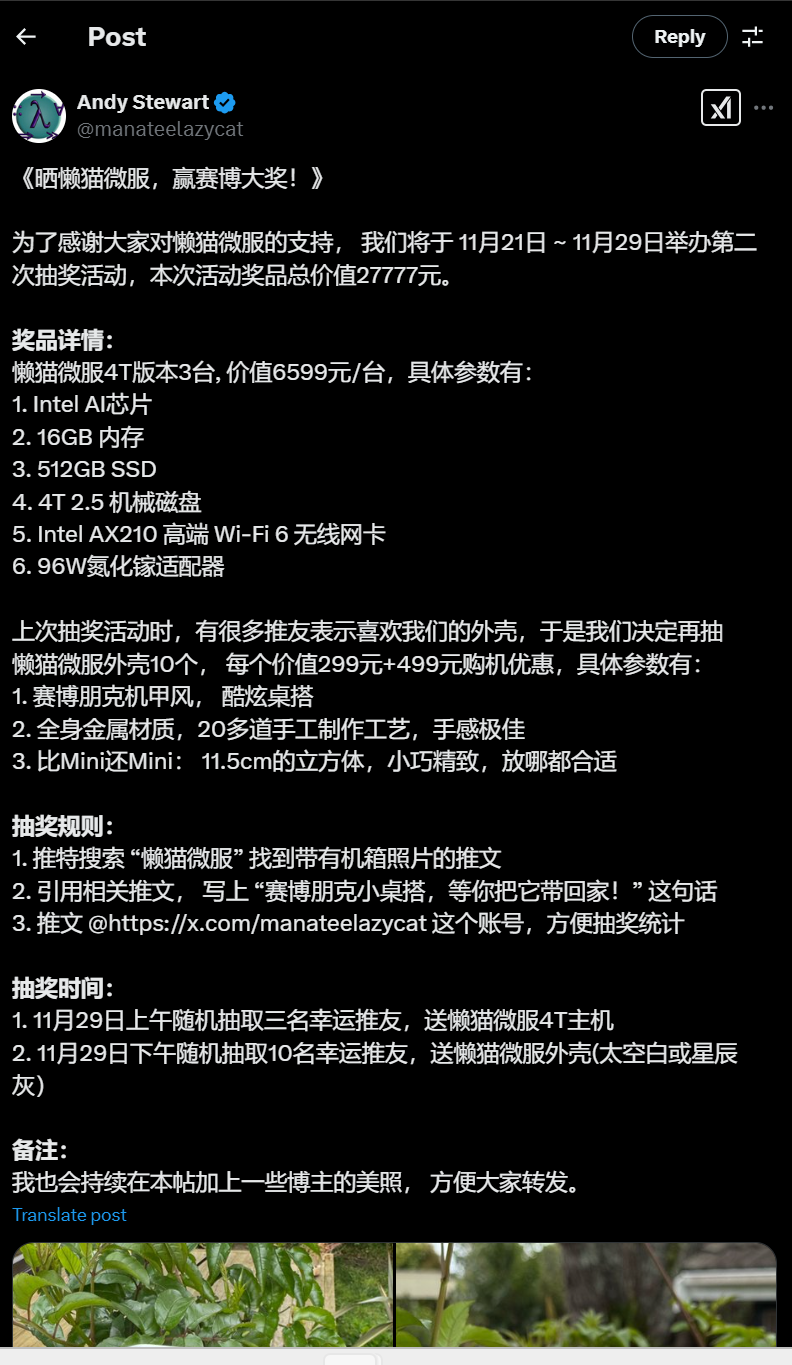 Post
Reply
Andy Stewart
@manateelazycat
《晒懒猫微服，赢赛博大奖！》
为了感谢大家对懒猫微服的支持， 我们将于 11月21日 ~ 11月29日举办第二
次抽奖活动，本次活动奖品总价值27777元。
奖品详情：
懒猫微服4T版本3台, 价值6599元/台，具体参数有：
1. Intel AI芯片
2. 16GB 内存
3. 512GB SSD
4. 4T 2.5 机械磁盘
5. Intel AX210 高端 Wi-Fi 6 无线网卡
6. 96W氮化镓适配器
上次抽奖活动时，有很多推友表示喜欢我们的外壳，于是我们决定再抽
懒猫微服外壳10个， 每个价值299元+499元购机优惠，具体参数有：
1. 赛博朋克机甲风， 酷炫桌搭
2. 全身金属材质，20多道手工制作工艺，手感极佳
3. 比Mini还Mini： 11.5cm的立方体，小巧精致，放哪都合适
抽奖规则：
1. 推特搜索 “懒猫微服” 找到带有机箱照片的推文
2. 引用相关推文， 写上 “赛博朋克小桌搭，等你把它带回家！” 这句话
3. 推文 @https://x.com/manateelazycat 这个账号，方便抽奖统计
抽奖时间：
1. 11月29日上午随机抽取三名幸运推友，送懒猫微服4T主机
2. 11月29日下午随机抽取10名幸运推友，送懒猫微服外壳(太空白或星辰
灰)
备注：
我也会持续在本帖加上一些博主的美照， 方便大家转发。
Translate post